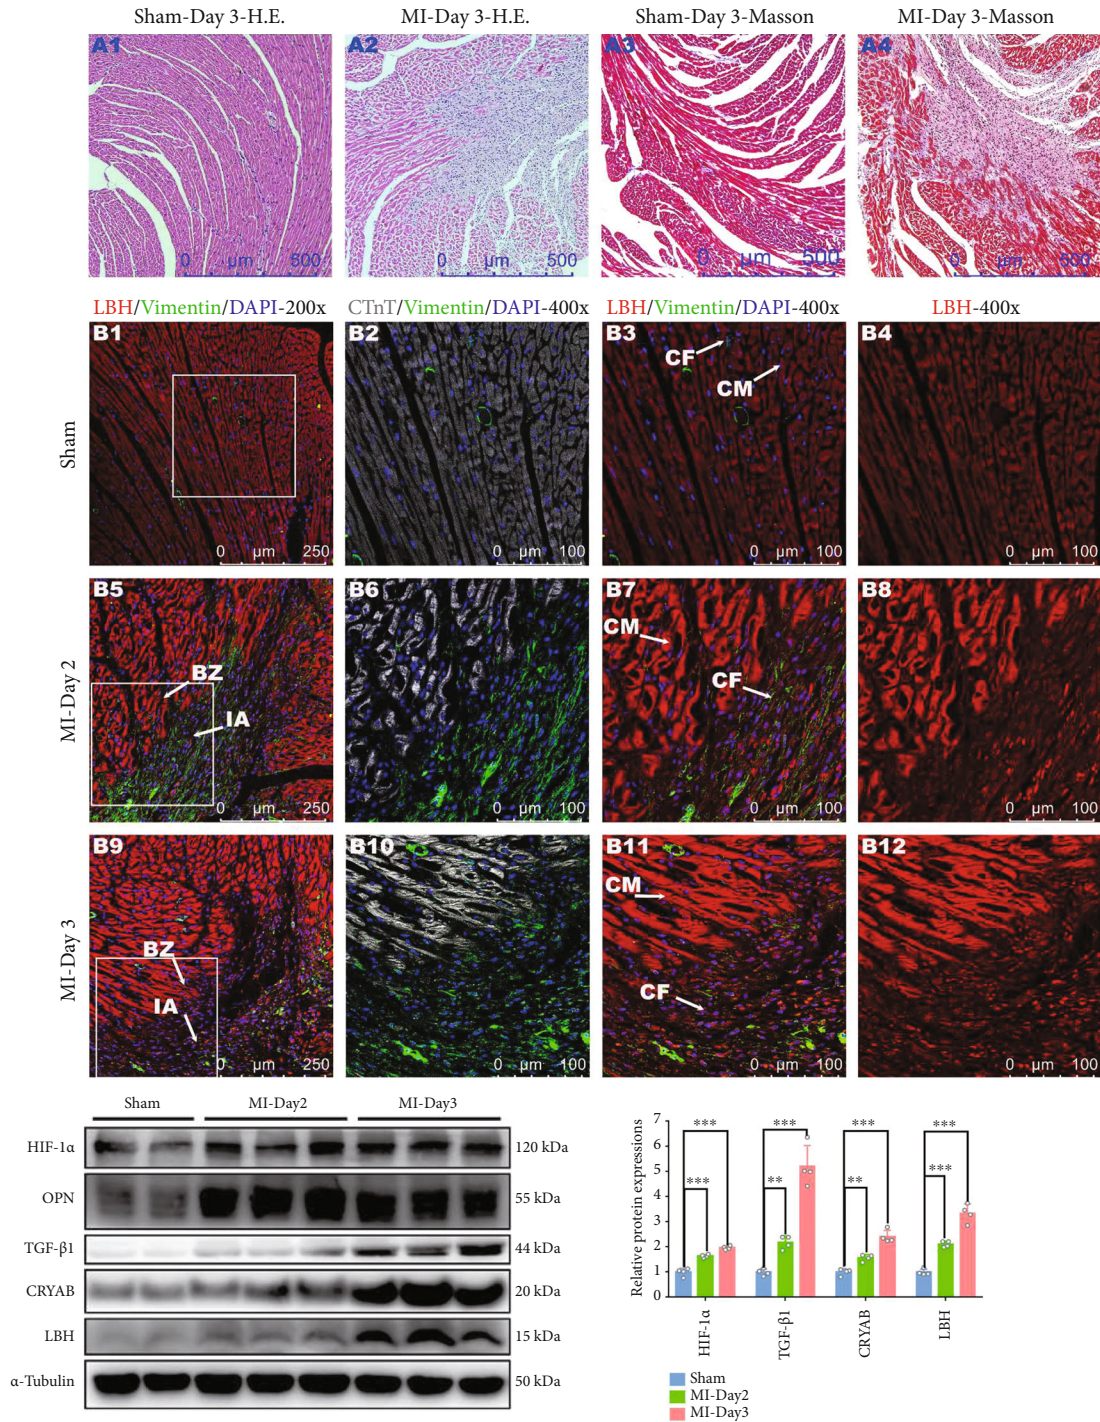 Sham-Day 3-H.E. MI-Day 3-H.E. Sham-Day 3-Masson MI-Day 3-Masson
A1 A2 A3 A4
0 µm 500 0 µm 500 0 µm 500 0 µm 500
LBH/Vimentin/DAPI-200x CTnT/Vimentin/DAPI-400x LBH/Vimentin/DAPI-400x LBH-400x
Sham
B1 B2 B3 B4
CF
CM
0 µm 250 0 µm 100 0 µm 100 0 µm 100
MI-Day 2
B5 B6 B7 B8
CM
BZ CF
IA
0 µm 250 0 µm 100 0 µm 100 0 µm 100
MI-Day 3
B9 B10 B11 B12
CM
BZ
IA CF
0 µm 250 0 µm 100 0 µm 100 0 µm 100
Sham MI-Day2 MI-Day3
HIF-1α 120 kDa
OPN 55 kDa
TGF-β1 44 kDa
CRYAB 20 kDa
LBH 15 kDa
α-Tubulin 50 kDa
Relative protein expressions
7
6
5
4
3
2
1
0
*** *** *** ***
*** ** ** ***
HIF-1α TGF-β1 CRYAB LBH
Sham
MI-Day2
MI-Day3